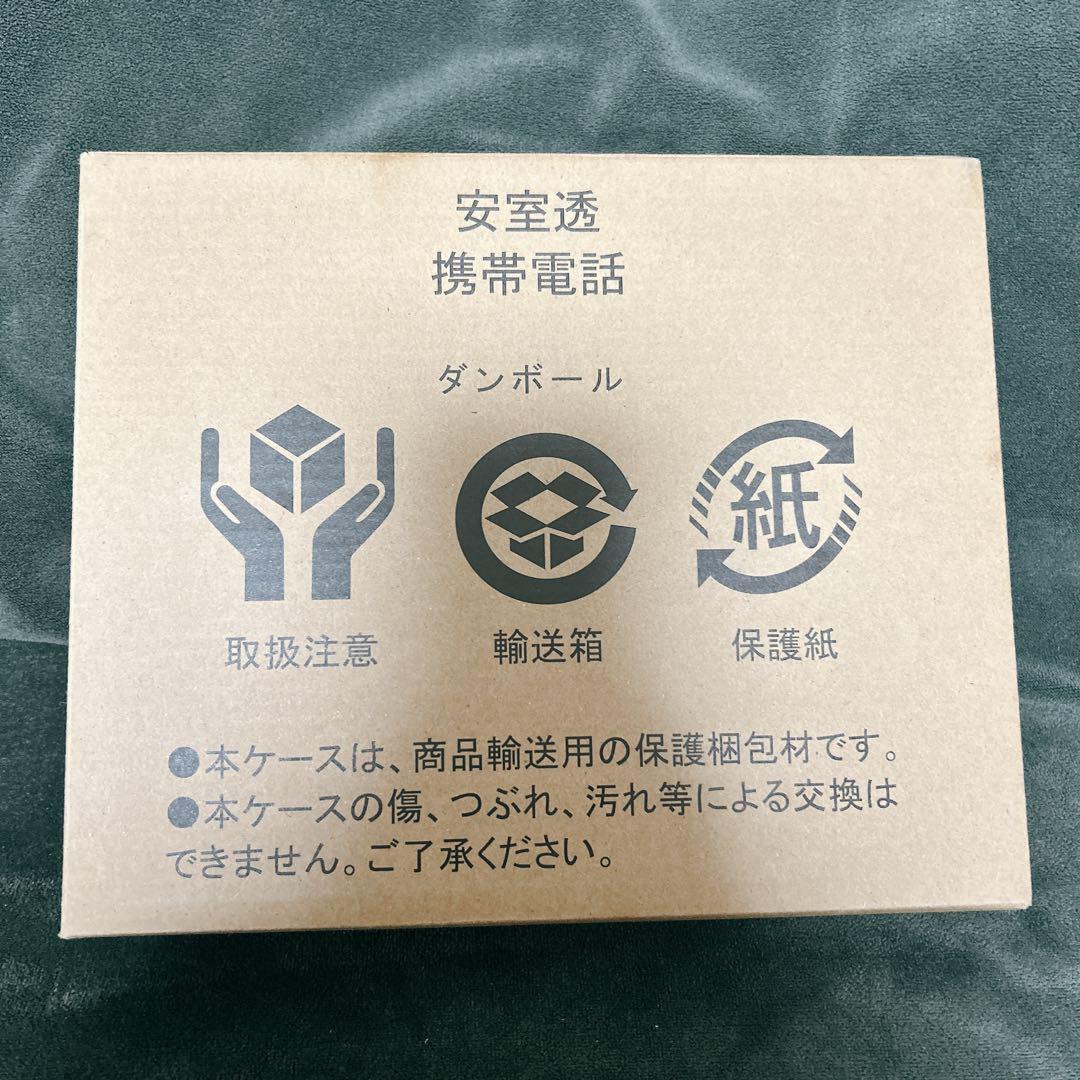 安室透
携帯電話
ダンボール
紙
取扱注意
輸送箱
保護紙
●本ケースは、商品輸送用の保護梱包材です。
●本ケースの傷、つぶれ、汚れ等による交換は
できません。ご了承ください。